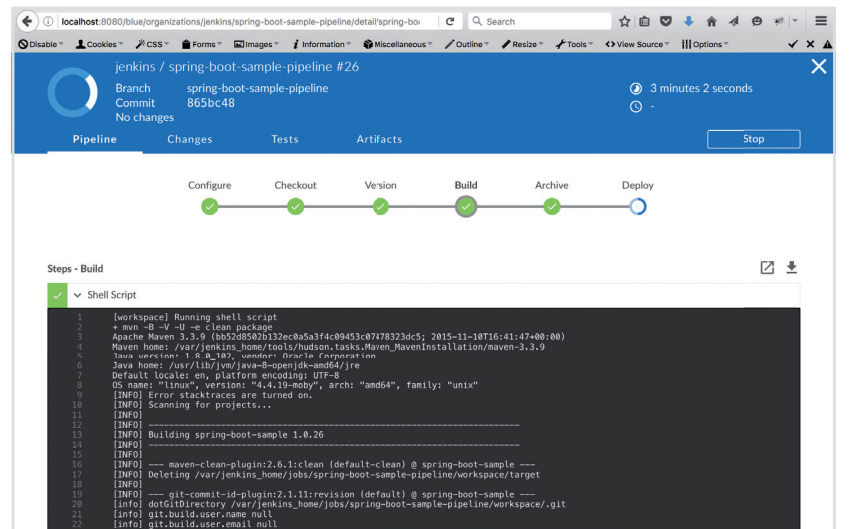 localhost:8080/blue/organizations/jenkins/spring-boot-sample-pipeline/detail/spring-bo
Search
Disable Cookies CSS Forms Images Information Miscellaneous Outline Resize Tools View Source Options
jenkins / spring-boot-sample-pipeline #26
Branch spring-boot-sample-pipeline
Commit 865bc48
No changes
3 minutes 2 seconds
-
Pipeline Changes Tests Artifacts Stop
Configure Checkout Version Build Archive Deploy
Steps - Build
Shell Script
1 [workspace] Running shell script
2 + mvn -B -V -U -e clean package
3 Apache Maven 3.3.9 (bb52d8502b132ec0a5a3f4c09453c07478323dc5; 2015-11-10T16:41:47+00:00)
4 Maven home: /var/jenkins_home/tools/hudson.tasks.Maven_MavenInstallation/maven-3.3.9
5 Java version: 1.8.0_102, vendor: Oracle Corporation
6 Java home: /usr/lib/jvm/java-8-openjdk-amd64/jre
7 Default locale: en, platform encoding: UTF-8
8 OS name: "linux", version: "4.4.19-moby", arch: "amd64", family: "unix"
9 [INFO] Error stacktraces are turned on.
10 [INFO] Scanning for projects...
11 [INFO]
12 [INFO] ------------------------------------------------------------------------
13 [INFO] Building spring-boot-sample 1.0.26
14 [INFO] ------------------------------------------------------------------------
15 [INFO]
16 [INFO] --- maven-clean-plugin:2.6.1:clean (default-clean) @ spring-boot-sample ---
17 [INFO] Deleting /var/jenkins_home/jobs/spring-boot-sample-pipeline/workspace/target
18 [INFO]
19 [INFO] --- git-commit-id-plugin:2.1.11:revision (default) @ spring-boot-sample ---
20 [info] dotGitDirectory /var/jenkins_home/jobs/spring-boot-sample-pipeline/workspace/.git
21 [info] git.build.user.name null
22 [info] git.build.user.email null